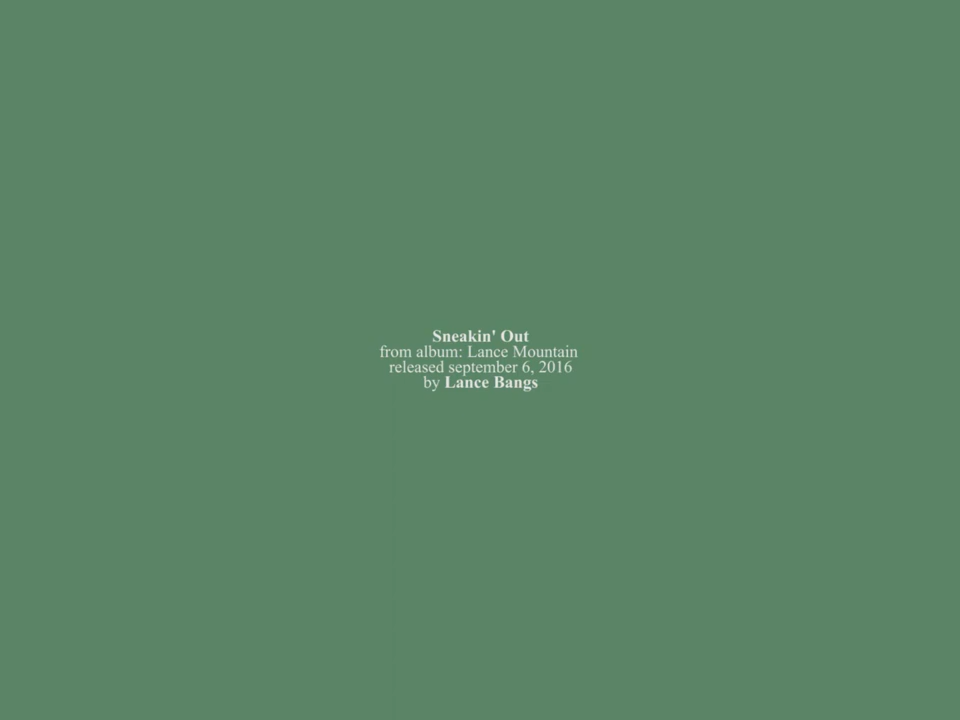 Sneakin' Out
from album: Lance Mountain
released september 6, 2016
by Lance Bangs